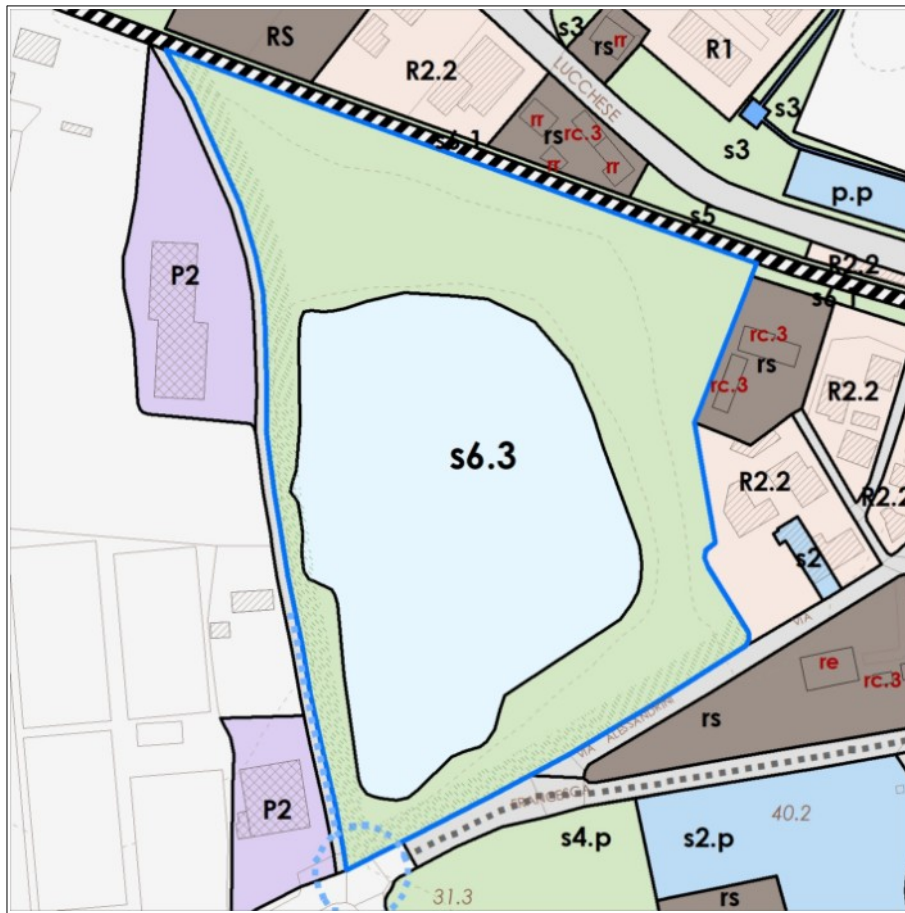 RS
s3
rs
rr
R1
R2.2
LUCCHESE
s3
s3
rr
rs
rc.3
s6.1
rr
rr
p.p
s5
R2.2
s6.1
P2
rc.3
rs
rc.3
R2.2
s6.3
R2.2
R2.2
s2
VIA
re
rc.3
rs
VIA ALESSANDRINI
FRANCESCA
P2
s4.p
s2.p
40.2
31.3
rs